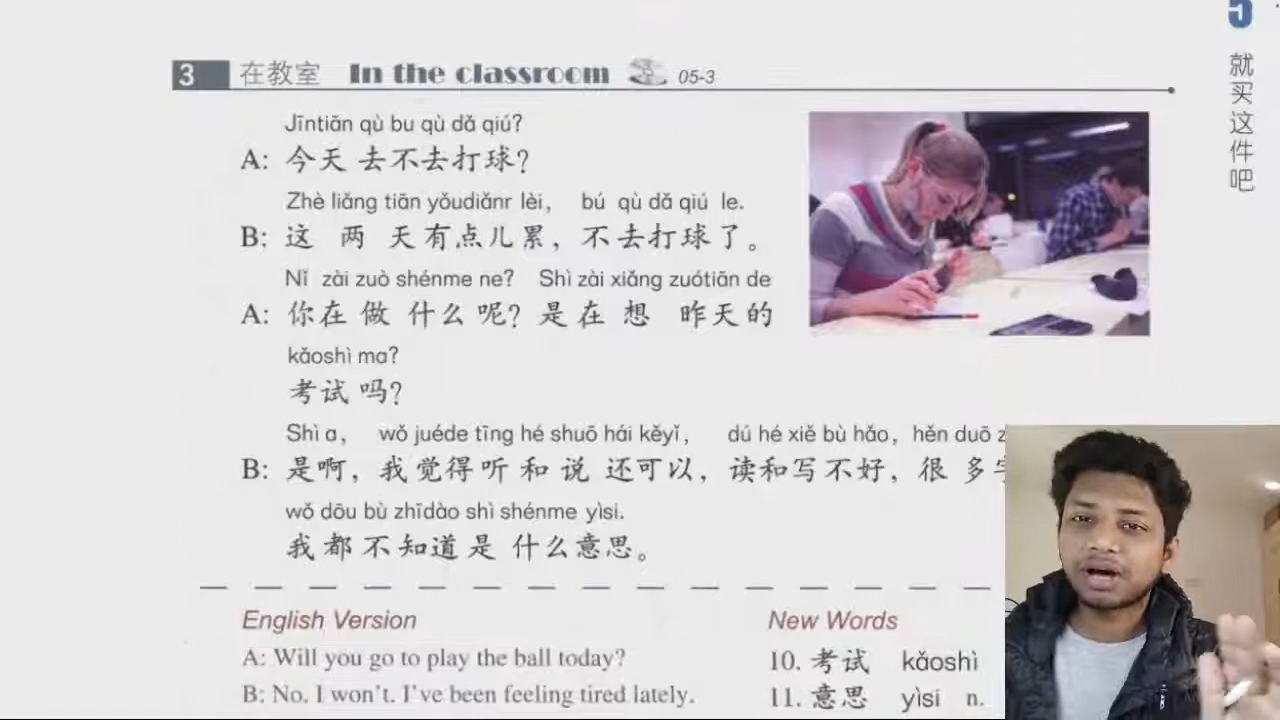 5
就买这件吧
3 在教室 In the classroom 05-3
Jīntiān qù bu qù dǎ qiú?
A: 今天 去不去打球?
Zhè liǎng tiān yǒudiǎnr lèi, bú qù dǎ qiú le.
B: 这 两 天有点儿累, 不去打球了。
Nǐ zài zuò shénme ne? Shì zài xiǎng zuótiān de
A: 你在 做 什么呢? 是在 想 昨天的
kǎoshì ma?
考试 吗?
Shì a, wǒ juéde tīng hé shuō hái kěyǐ, dú hé xiě bù hǎo, hěn duō
B: 是啊, 我觉得听 和 说 还可以, 读和写不好, 很 多
wǒ dōu bù zhīdào shì shénme yìsi.
我都不知道是 什么意思。
English Version
A: Will you go to play the ball today?
B: No, I won't. I've been feeling tired lately.
New Words
10. 考试 kǎoshì
11. 意思 yìsi n.